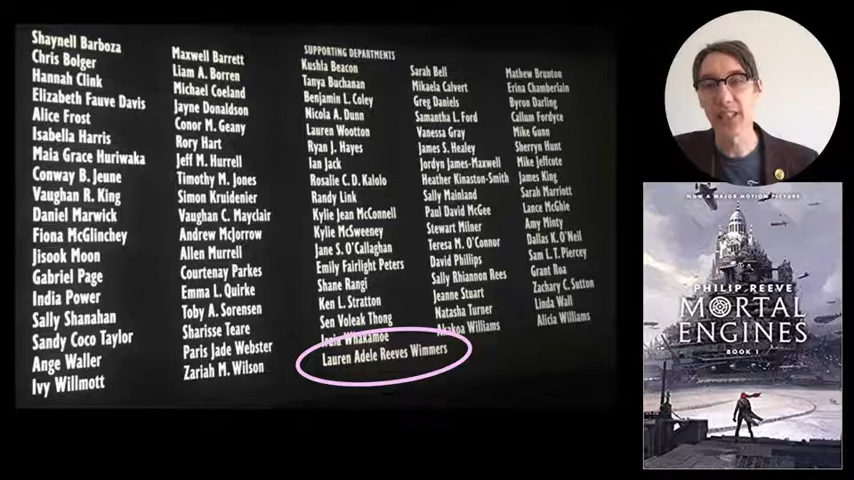 Shaynell Barboza
Chris Bolger
Hannah Clink
Elizabeth Fauve Davis
Alice Frost
Isabella Harris
Maia Grace Huriwaka
Conway B. Jeune
Vaughan R. King
Daniel Marwick
Fiona McGlinchey
Jisook Moon
Gabriel Page
India Power
Sally Shanahan
Sandy Coco Taylor
Ange Waller
Ivy Willmott
Maxwell Barrett
Liam A. Borren
Michael Coeland
Jayne Donaldson
Conor M. Geany
Rory Hart
Jeff M. Hurrell
Timothy M. Jones
Simon Kruidenier
Vaughan C. Mayclair
Andrew McJorrow
Allen Murrell
Courtenay Parkes
Emma L. Quirke
Toby A. Sorensen
Sharisse Teare
Paris Jade Webster
Zariah M. Wilson
SUPPORTING DEPARTMENTS
Kushla Beacon
Tanya Buchanan
Benjamin L. Coley
Nicola A. Dunn
Lauren Wootton
Ryan J. Hayes
Ian Jack
Rosalie C. D. Kalolo
Randy Link
Kylie Jean McConnell
Kylie McSweeney
Jane S. O'Callaghan
Emily Fairlight Peters
Shane Rangi
Ken L. Stratton
Sen Voleak Thong
Iraia Whakamoe
Lauren Adele Reeves Wimmers
Sarah Bell
Mikaela Calvert
Greg Daniels
Samantha L. Ford
Vanessa Gray
James S. Healey
Jordyn James-Maxwell
Heather Kinaston-Smith
Sally Mainland
Paul David McGee
Stewart Milner
Teresa M. O'Connor
David Phillips
Sally Rhiannon Rees
Jeanne Stuart
Natasha Turner
Akakoa Williams
Mathew Brunton
Erina Chamberlain
Byron Darling
Callum Fordyce
Mike Gunn
Sherryn Hunt
Mike Jeffcote
James King
Sarah Marriott
Lance McGhie
Amy Minty
Dallas K. O'Neil
Sam L. T. Piercey
Grant Roa
Zachary C. Sutton
Linda Wall
Alicia Williams
NOW A MAJOR MOTION PICTURE
PHILIP REEVE
MORTAL
ENGINES
BOOK 1